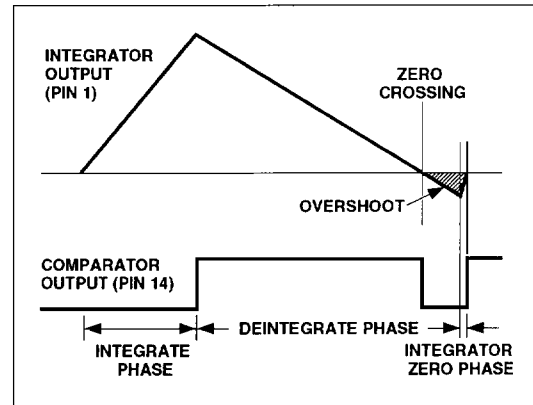 INTEGRATOR
OUTPUT
(PIN 1)
ZERO
CROSSING
OVERSHOOT
COMPARATOR
OUTPUT (PIN 14)
INTEGRATE
PHASE
DEINTEGRATE PHASE
INTEGRATOR
ZERO PHASE